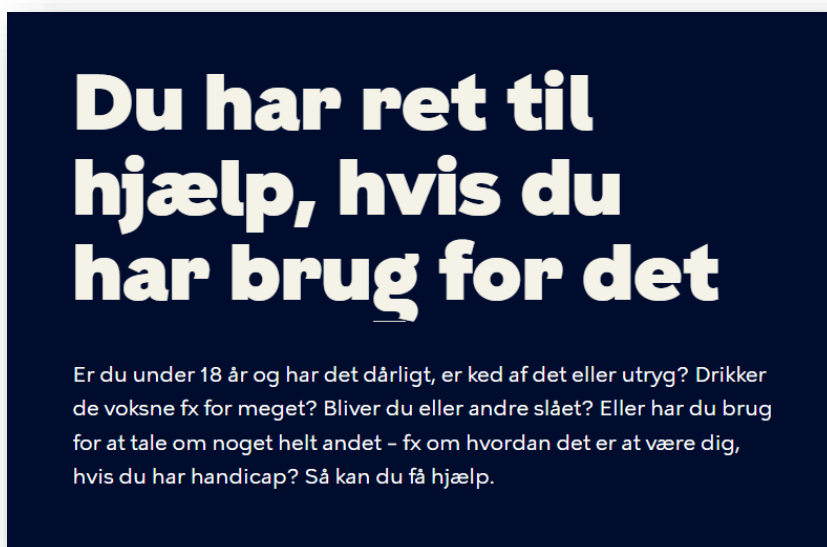 Du har ret til
hjælp, hvis du
har brug for det
Er du under 18 år og har det dårligt, er ked af det eller utryg? Drikker
de voksne fx for meget? Bliver du eller andre slået? Eller har du brug
for at tale om noget helt andet – fx om hvordan det er at være dig,
hvis du har handicap? Så kan du få hjælp.